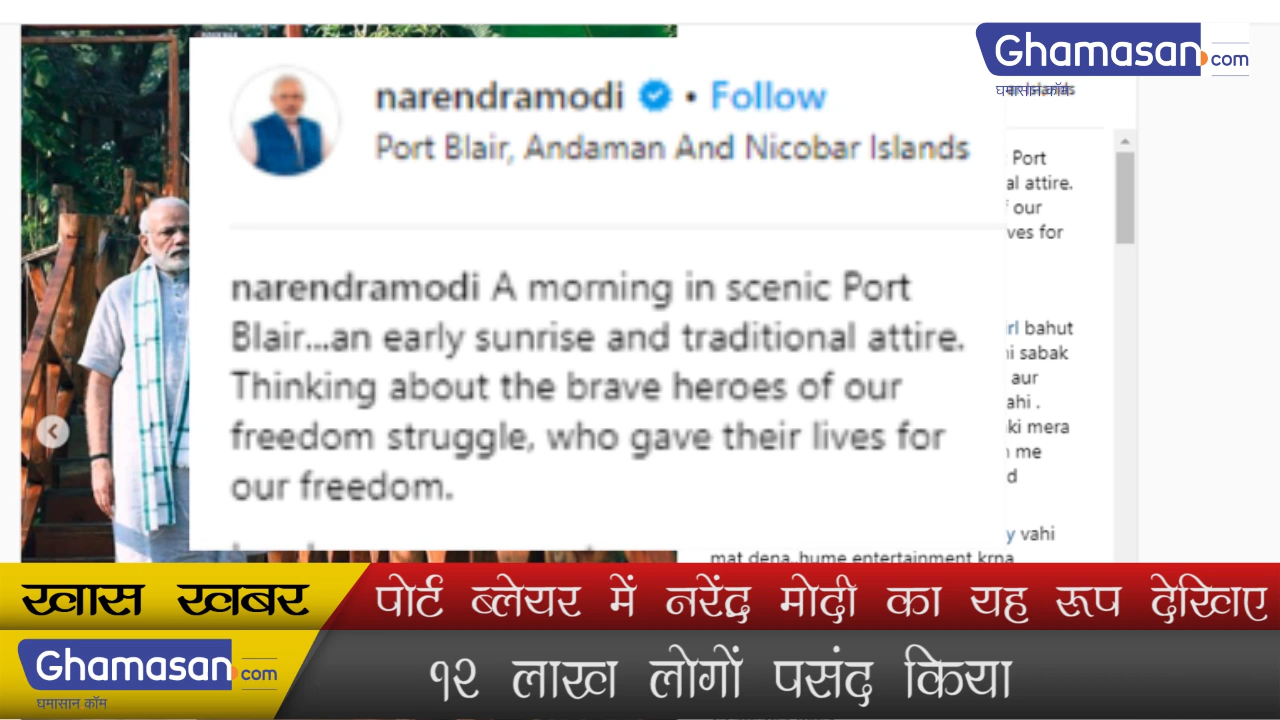 Ghamasan.com
घमासान कॉम
narendramodi • Follow
Port Blair, Andaman And Nicobar Islands
narendramodi A morning in scenic Port
Blair...an early sunrise and traditional attire.
Thinking about the brave heroes of our
freedom struggle, who gave their lives for
our freedom.
Port
al attire.
our
ves for
rl bahut
i sabak
aur
ahi .
ki mera
me
d
y vahi
mat dena..hume entertainment krna
खास खबर
पोर्ट ब्लेयर में नरेंद्र मोदी का यह रूप देखिए
Ghamasan.com
घमासान कॉम
१२ लाख लोगों पसंद किया